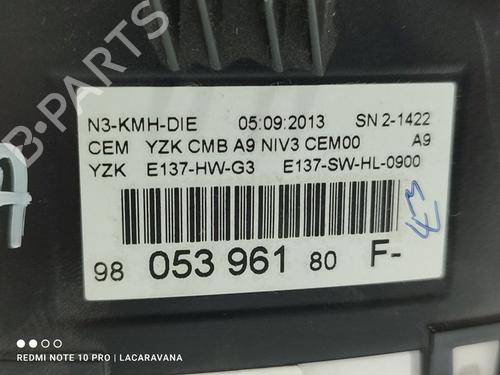 B-PARTS
N3-KMH-DIE 05:09:2013 SN 2-1422
CEM YZK CMB A9 NIV3 CEM00 A9
YZK E137-HW-G3 E137-SW-HL-0900
98 053 961 80 F-
REDMI NOTE 10 PRO | LACARAVANA